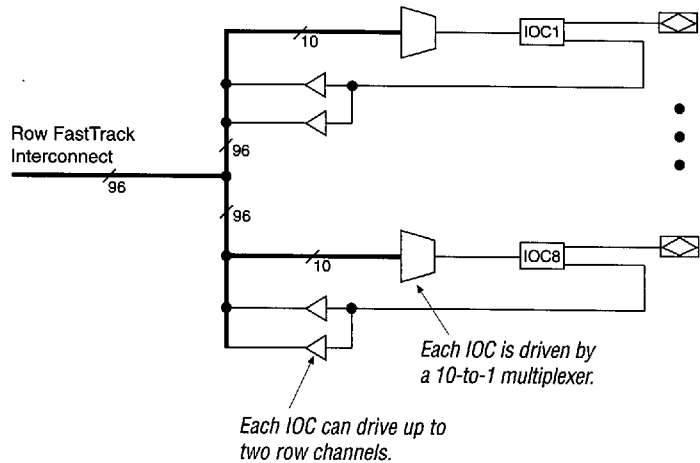 10
IOC1
Row FastTrack
Interconnect
96
96
96
10
IOC8
Each IOC is driven by
a 10-to-1 multiplexer.
Each IOC can drive up to
two row channels.